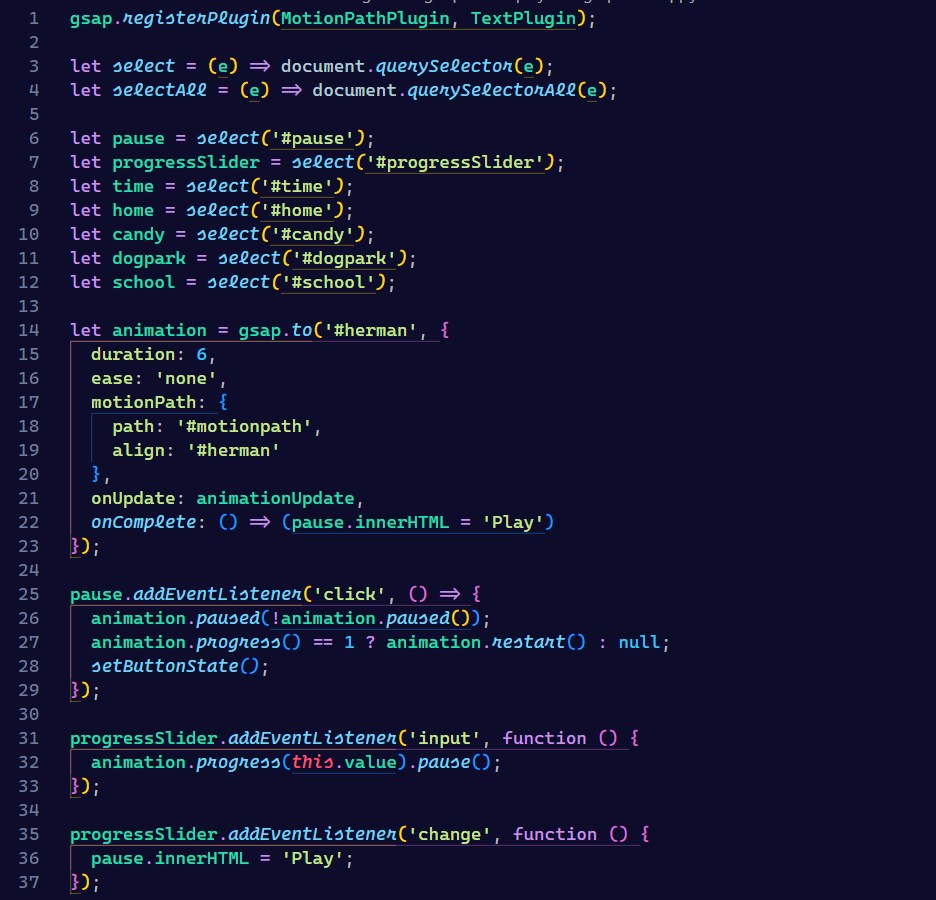 1 gsap.registerPlugin(MotionPathPlugin, TextPlugin);
2
3 let select = (e) => document.querySelector(e);
4 let selectAll = (e) => document.querySelectorAll(e);
5
6 let pause = select('#pause');
7 let progressSlider = select('#progressSlider');
8 let time = select('#time');
9 let home = select('#home');
10 let candy = select('#candy');
11 let dogpark = select('#dogpark');
12 let school = select('#school');
13
14 let animation = gsap.to('#herman', {
15   duration: 6,
16   ease: 'none',
17   motionPath: {
18     path: '#motionpath',
19     align: '#herman'
20   },
21   onUpdate: animationUpdate,
22   onComplete: () => (pause.innerHTML = 'Play')
23 });
24
25 pause.addEventListener('click', () => {
26   animation.paused(!animation.paused());
27   animation.progress() == 1 ? animation.restart() : null;
28   setButtonState();
29 });
30
31 progressSlider.addEventListener('input', function () {
32   animation.progress(this.value).pause();
33 });
34
35 progressSlider.addEventListener('change', function () {
36   pause.innerHTML = 'Play';
37 });